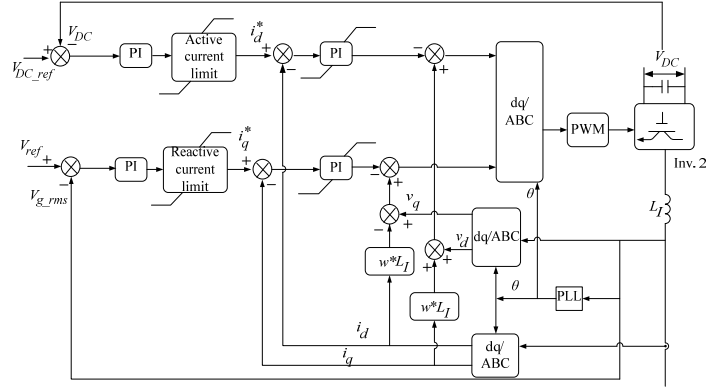 V_DC
+
−
V_DC_ref
PI
Active
current
limit
i_d^*
+
−
PI
−
+
dq/
ABC
PWM
V_DC
Inv. 2
V_ref
+
−
V_g_rms
PI
Reactive
current
limit
i_q^*
+
−
PI
−
+
v_q
−
+
v_d
+
+
dq/ABC
θ
L_I
w*L_I
w*L_I
θ
PLL
i_d
i_q
dq/
ABC